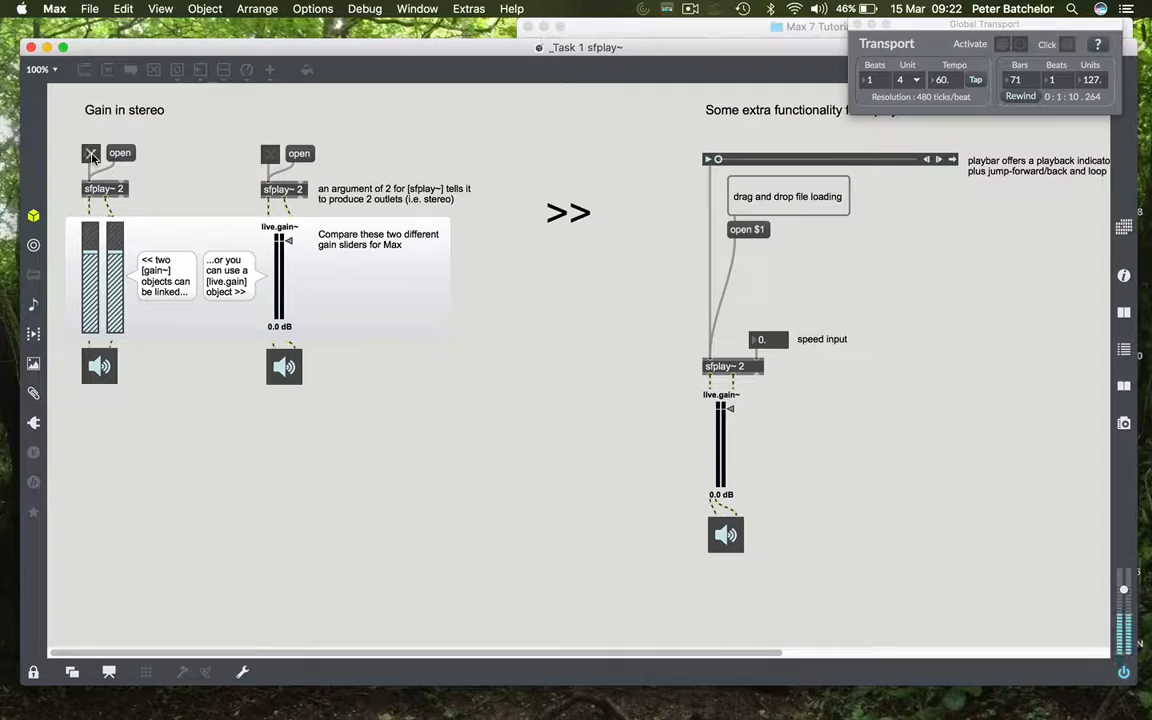 Max File Edit View Object Arrange Options Debug Window Extras Help
46% 15 Mar 09:22 Peter Batchelor
Max 7 Tutori
Global Transport
_Task 1 sfplay~
Transport Activate Click ?
100%
Beats Unit Tempo Bars Beats Units
1 4 60. Tap 71 1 127.
Resolution : 480 ticks/beat Rewind 0 : 1 : 10 .264
Gain in stereo
Some extra functionality f
open
open
playbar offers a playback indicato
plus jump-forward/back and loop
sfplay~ 2
sfplay~ 2
an argument of 2 for [sfplay~] tells it
to produce 2 outlets (i.e. stereo)
drag and drop file loading
>>
live.gain~
open $1
Compare these two different
gain sliders for Max
<< two
[gain~]
objects can
be linked...
...or you
can use a
[live.gain]
object >>
0.0 dB
0.
speed input
sfplay~ 2
live.gain~
0.0 dB